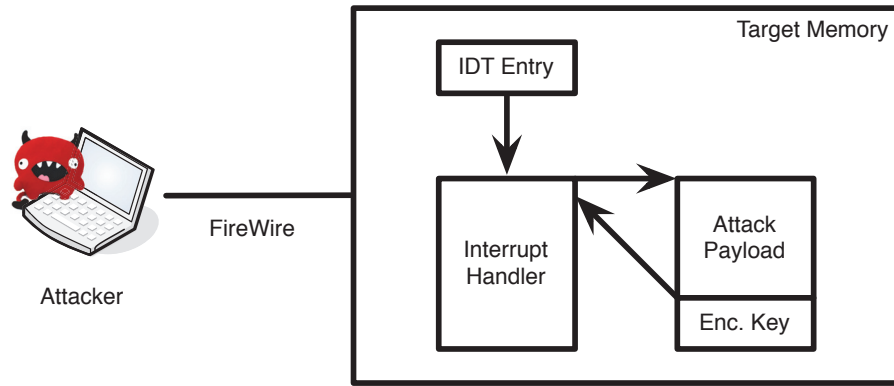 Target Memory
IDT Entry
FireWire
Attacker
Interrupt
Handler
Attack
Payload
Enc. Key